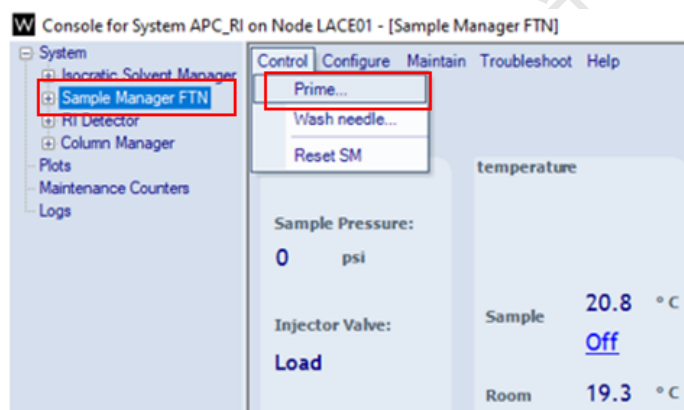 W Console for System APC_RI on Node LACE01 - [Sample Manager FTN]
System
Isocratic Solvent Manager
Sample Manager FTN
RI Detector
Column Manager
Plots
Maintenance Counters
Logs
Control Configure Maintain Troubleshoot Help
Prime...
Wash needle...
Reset SM
temperature
Sample Pressure:
0 psi
Injector Valve:
Load
Sample 20.8 °C
Off
Room 19.3 °C